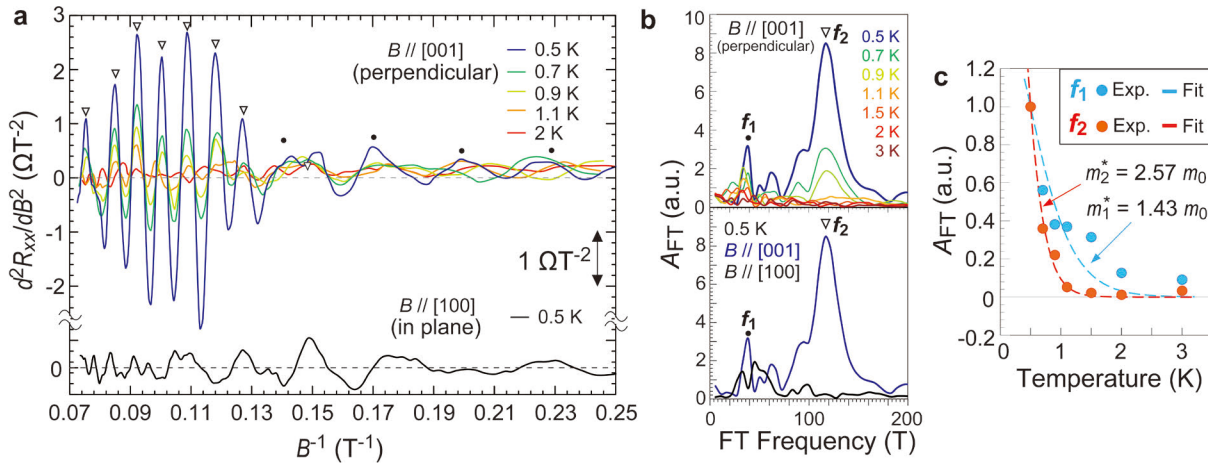 a
3
2
1
0
-1
-2
0
d²Rxx/dB² (ΩT⁻²)
B // [001]
(perpendicular)
0.5 K
0.7 K
0.9 K
1.1 K
2 K
1 ΩT⁻²
B // [100]
(in plane)
0.5 K
0.07 0.09 0.11 0.13 0.15 0.17 0.19 0.21 0.23 0.25
B⁻¹ (T⁻¹)
b
10
8
6
4
2
0
8
6
4
2
0
A_FT (a.u.)
B // [001]
(perpendicular)
f₂
f₁
0.5 K
0.7 K
0.9 K
1.1 K
1.5 K
2 K
3 K
0.5 K
B // [001]
B // [100]
f₂
f₁
0 100 200
FT Frequency (T)
c
1.2
1.0
0.8
0.6
0.4
0.2
0
-0.2
A_FT (a.u.)
f₁ Exp. Fit
f₂ Exp. Fit
m₂* = 2.57 m₀
m₁* = 1.43 m₀
0 1 2 3
Temperature (K)